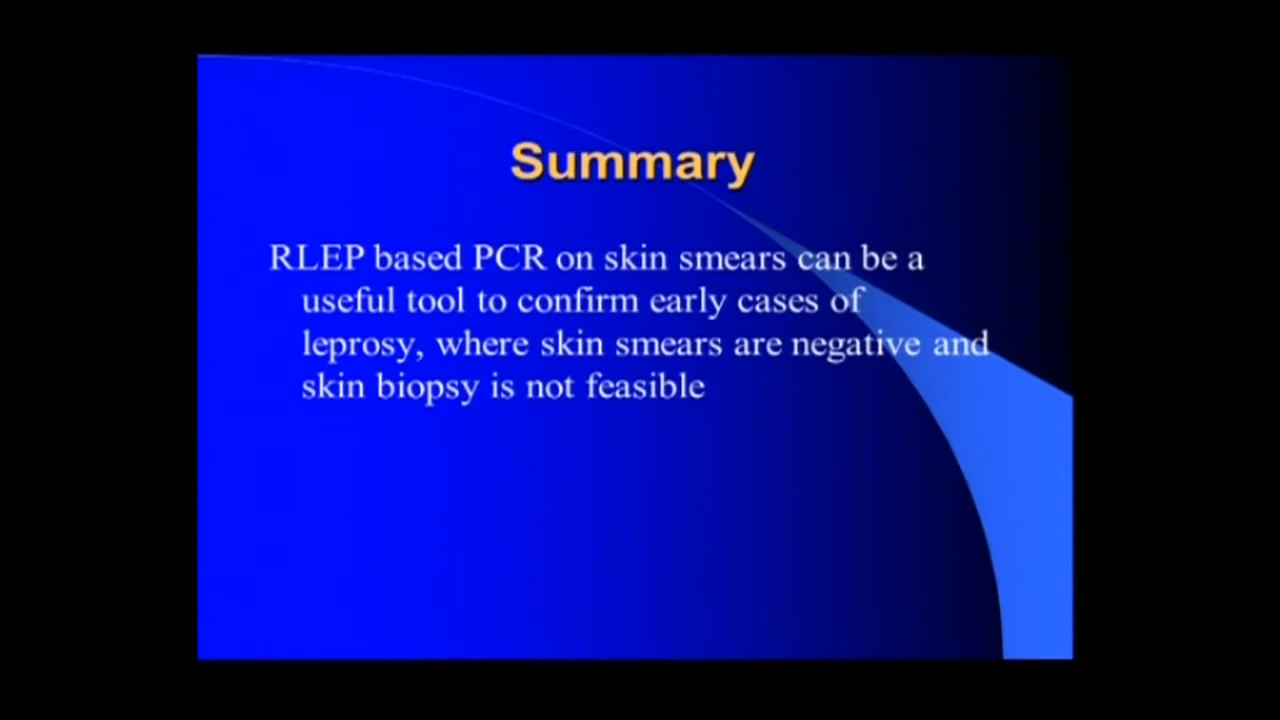 Summary
RLEP based PCR on skin smears can be a
useful tool to confirm early cases of
leprosy, where skin smears are negative and
skin biopsy is not feasible